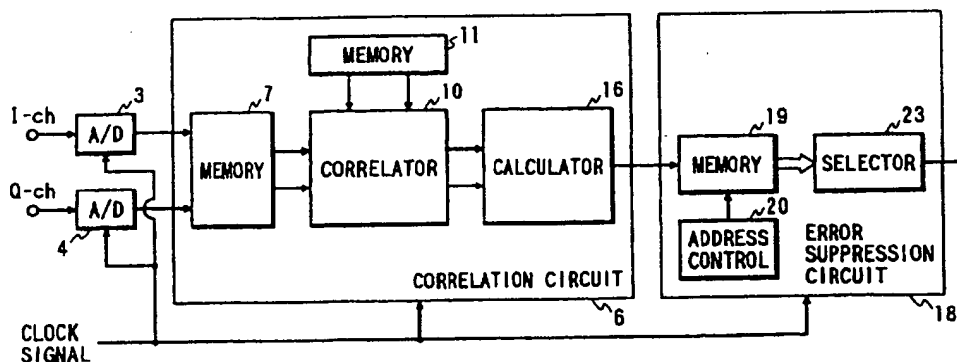 11
MEMORY
I-ch
3
A/D
7
MEMORY
10
CORRELATOR
16
CALCULATOR
19
MEMORY
23
SELECTOR
Q-ch
A/D
4
20
ADDRESS
CONTROL
ERROR
SUPPRESSION
CIRCUIT
CORRELATION CIRCUIT
6
18
CLOCK
SIGNAL